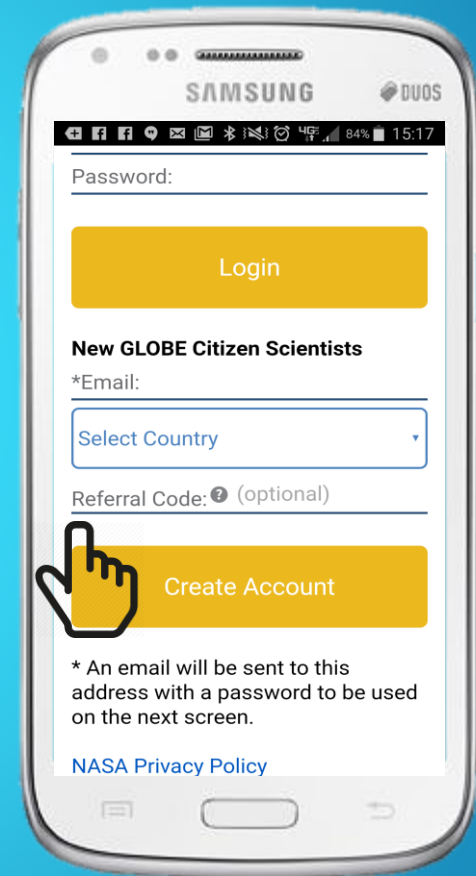 SAMSUNG DUOS
84% 15:17
Password:
Login
New GLOBE Citizen Scientists
*Email:
Select Country
Referral Code: (optional)
Create Account
* An email will be sent to this
address with a password to be used
on the next screen.
NASA Privacy Policy